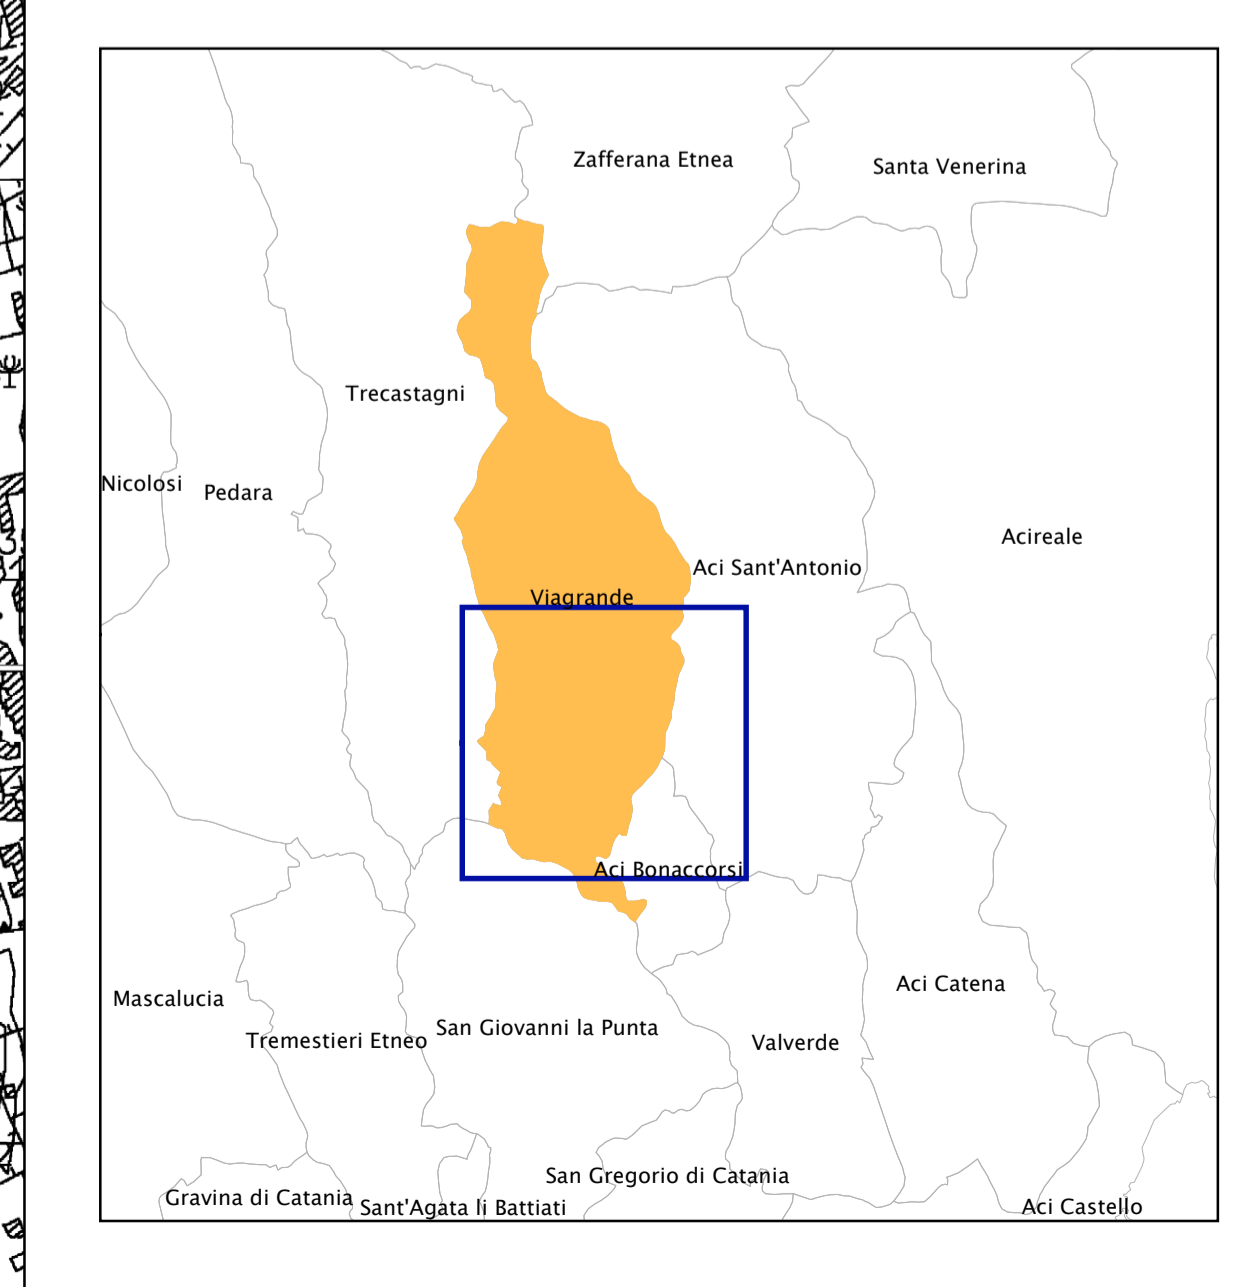 Zafferana Etnea
Santa Venerina
Trecastagni
Nicolosi
Pedara
Acireale
Aci Sant'Antonio
Viagrande
Aci Bonaccorsi
Aci Catena
Mascalucia
San Giovanni la Punta
Tremestieri Etneo
Valverde
San Gregorio di Catania
Gravina di Catania
Sant'Agata li Battiati
Aci Castello